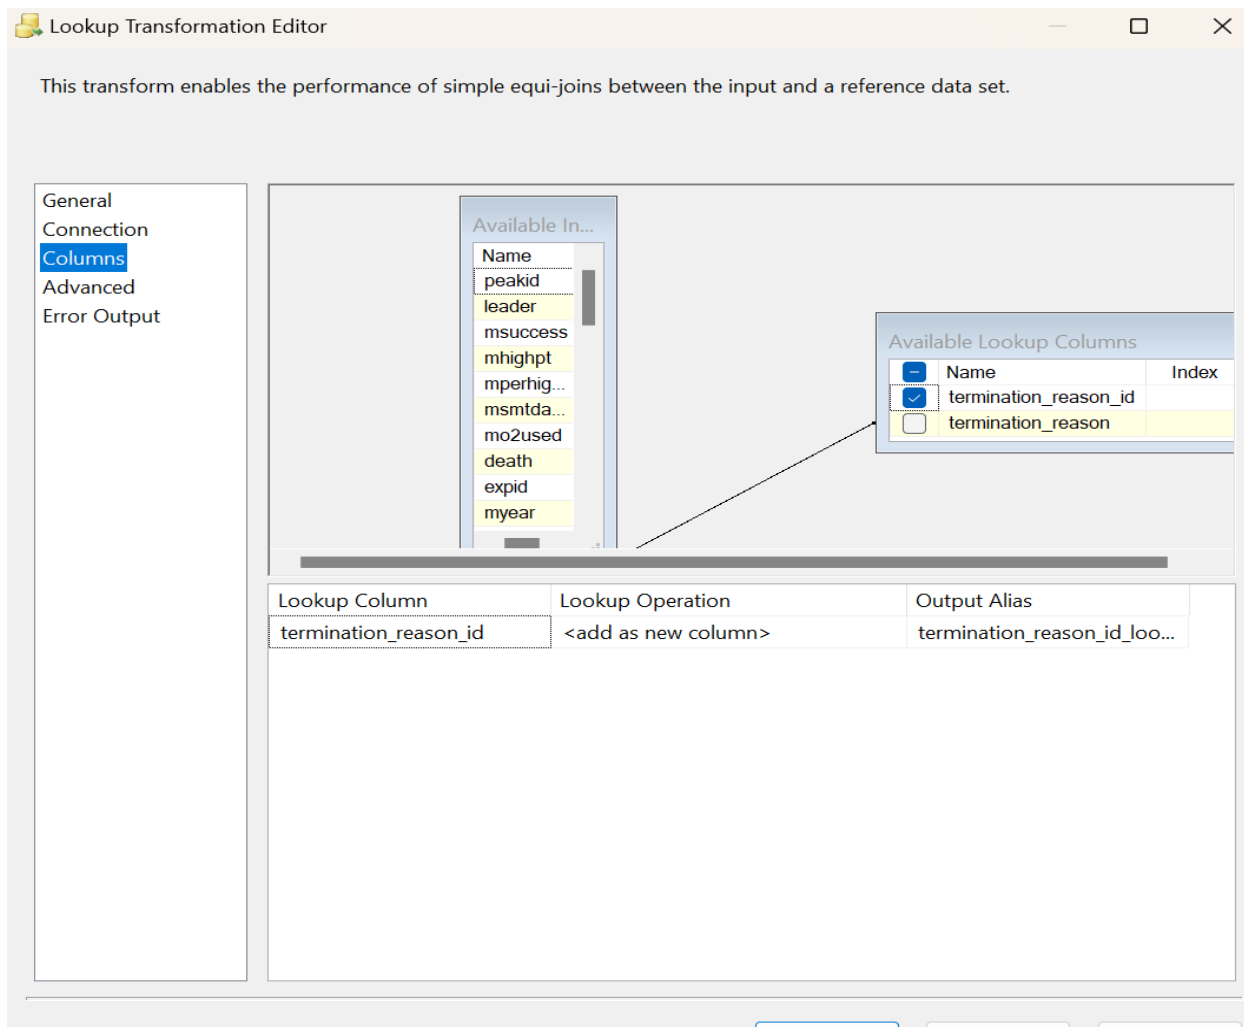 Lookup Transformation Editor
This transform enables the performance of simple equi-joins between the input and a reference data set.
General
Connection
Columns
Advanced
Error Output
Available In...
Name
peakid
leader
msuccess
mhighpt
mperhig...
msmtda...
mo2used
death
expid
myear
Available Lookup Columns
Name Index
termination_reason_id
termination_reason
Lookup Column Lookup Operation Output Alias
termination_reason_id <add as new column> termination_reason_id_loo...